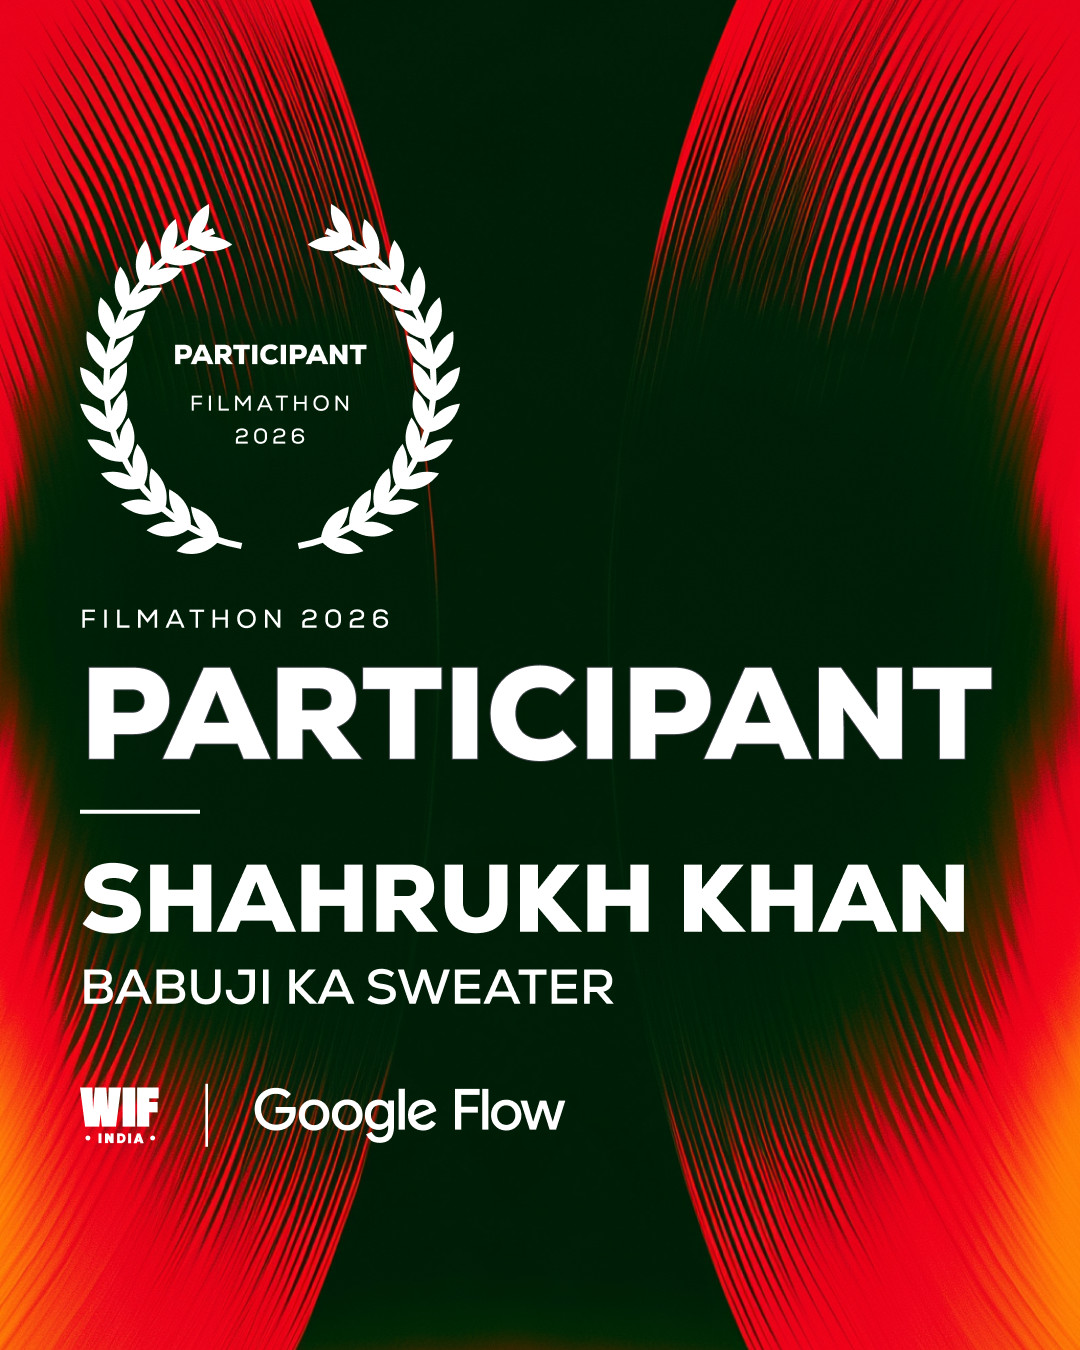 PARTICIPANT
FILMATHON
2026
FILMATHON 2026
PARTICIPANT
SHAHRUKH KHAN
BABUJI KA SWEATER
WIF
• INDIA •
Google Flow